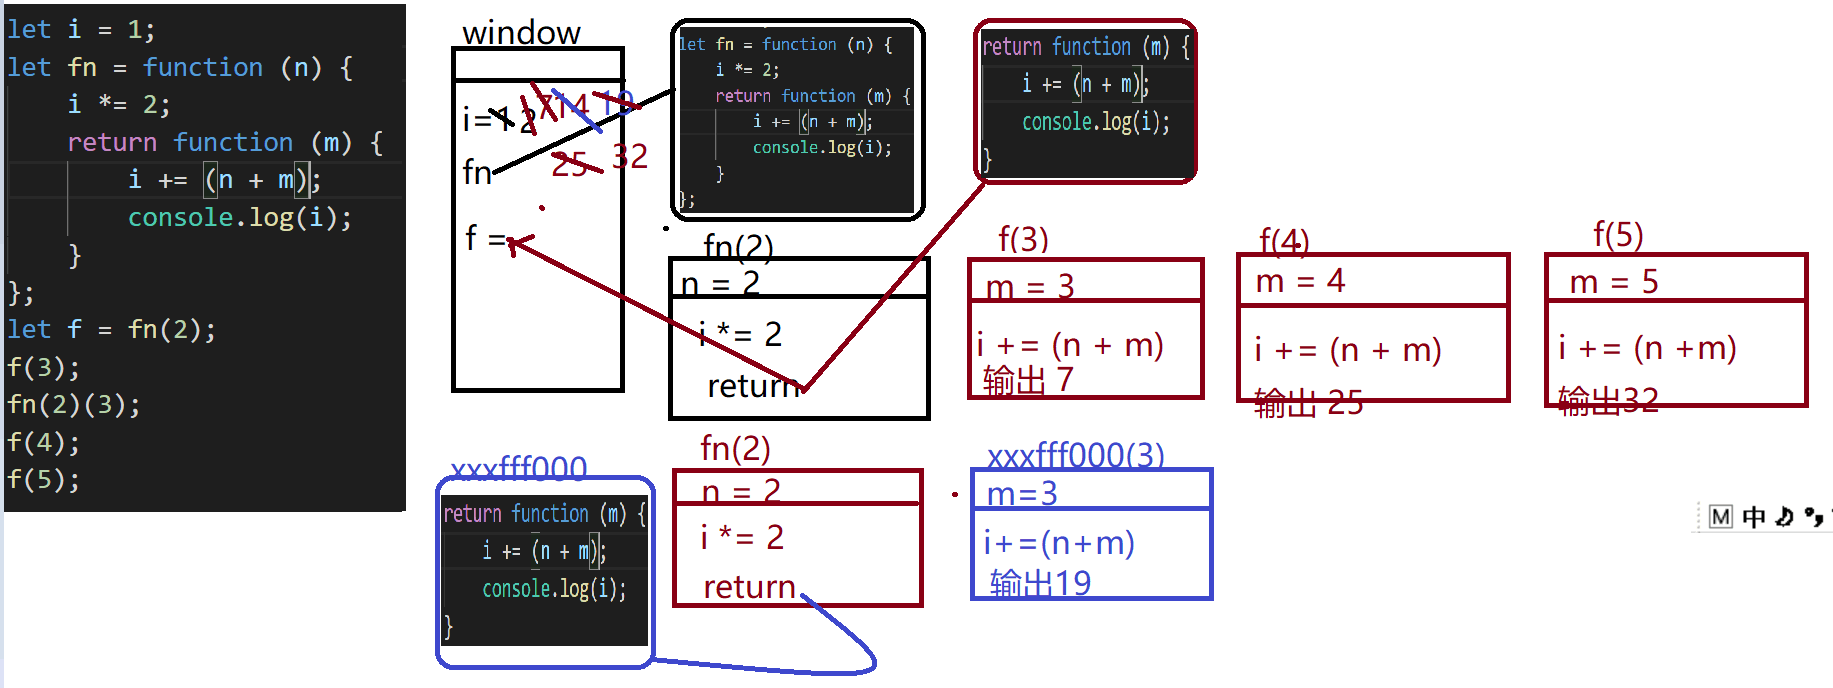 let i = 1;
let fn = function (n) {
i *= 2;
return function (m) {
i += (n + m);
console.log(i);
}
};
let f = fn(2);
f(3);
fn(2)(3);
f(4);
f(5);
window
i=1 2 7 14 19
25 32
fn
f =
let fn = function (n) {
i *= 2;
return function (m) {
i += (n + m);
console.log(i);
}
};
return function (m) {
i += (n + m);
console.log(i);
}
fn(2)
n = 2
i *= 2
return
f(3)
m = 3
i += (n + m)
输出 7
f(4)
m = 4
i += (n + m)
输出 25
f(5)
m = 5
i += (n +m)
输出32
xxxfff000
return function (m) {
i += (n + m);
console.log(i);
}
fn(2)
n = 2
i *= 2
return
xxxfff000(3)
m=3
i+=(n+m)
输出19
M 中